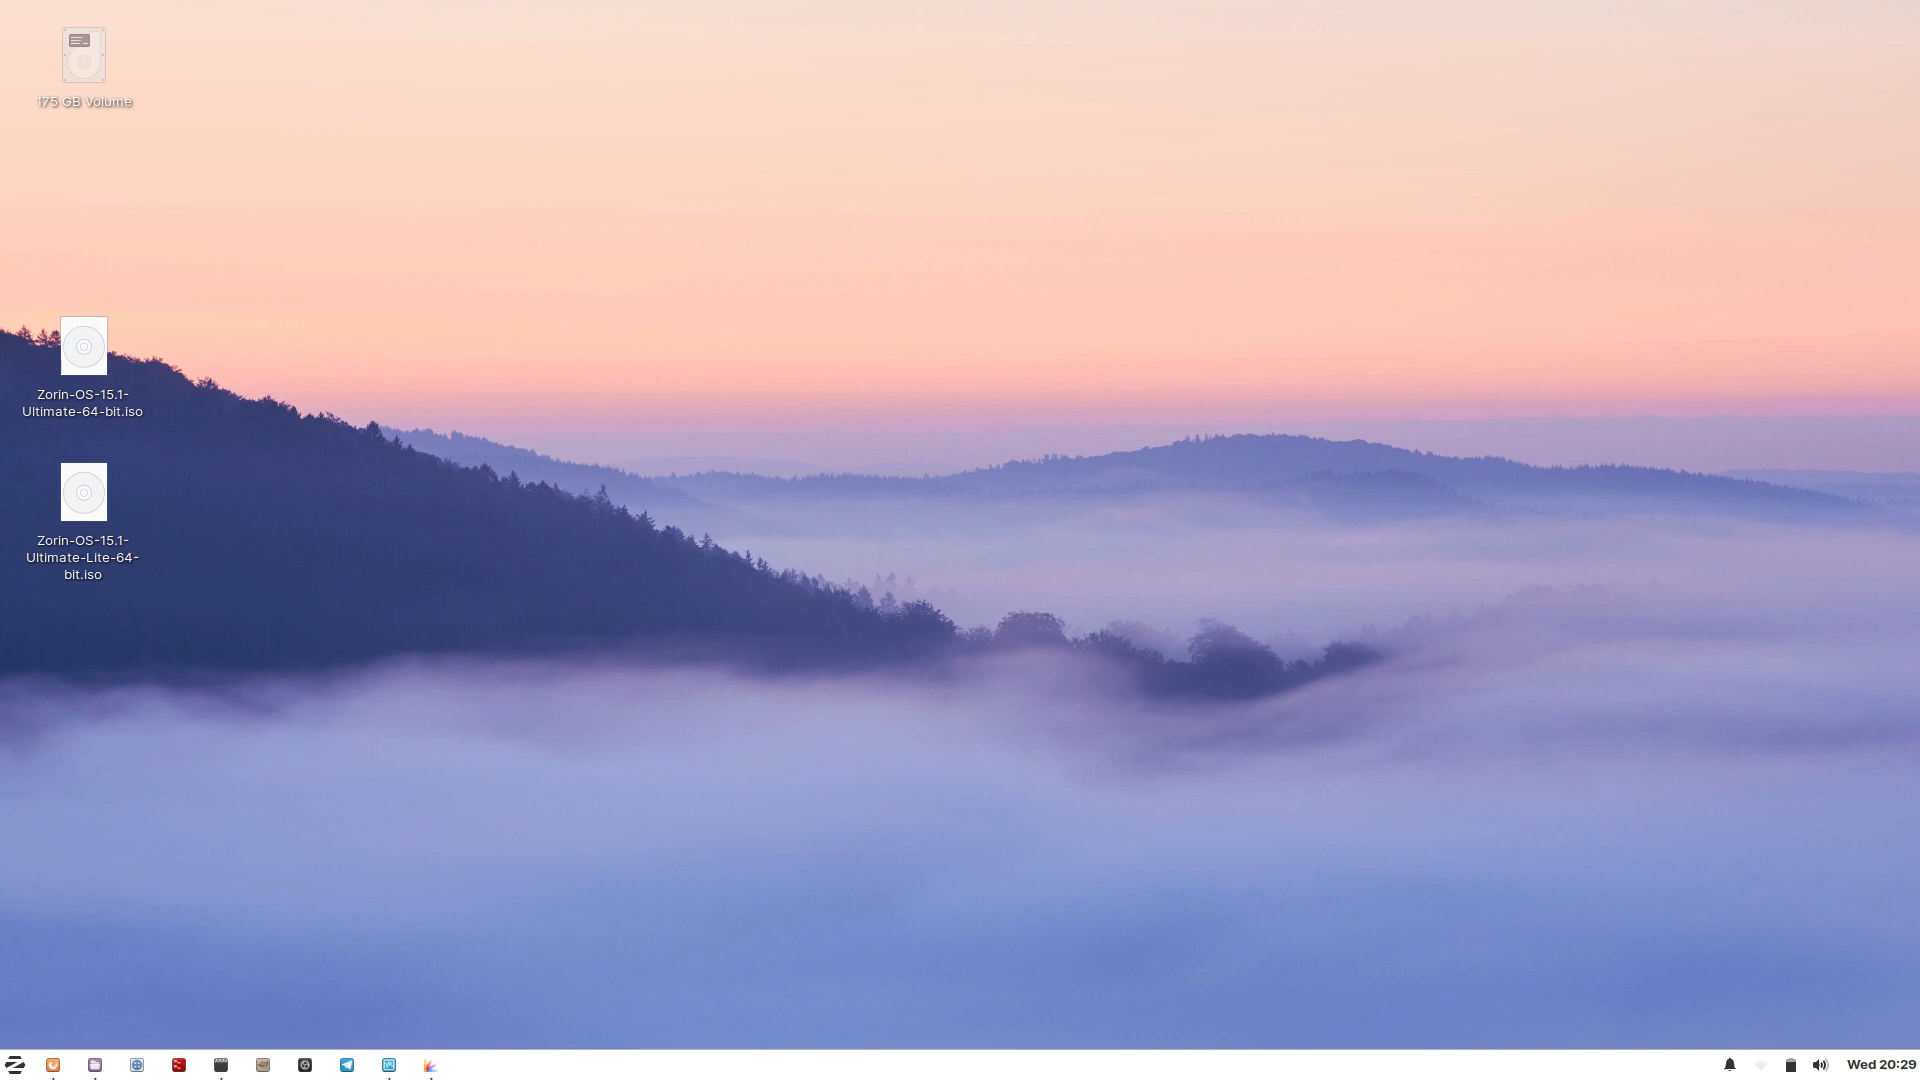 175 GB Volume
Zorin-OS-15.1-
Ultimate-64-bit.iso
Zorin-OS-15.1-
Ultimate-Lite-64-
bit.iso
Wed 20:29